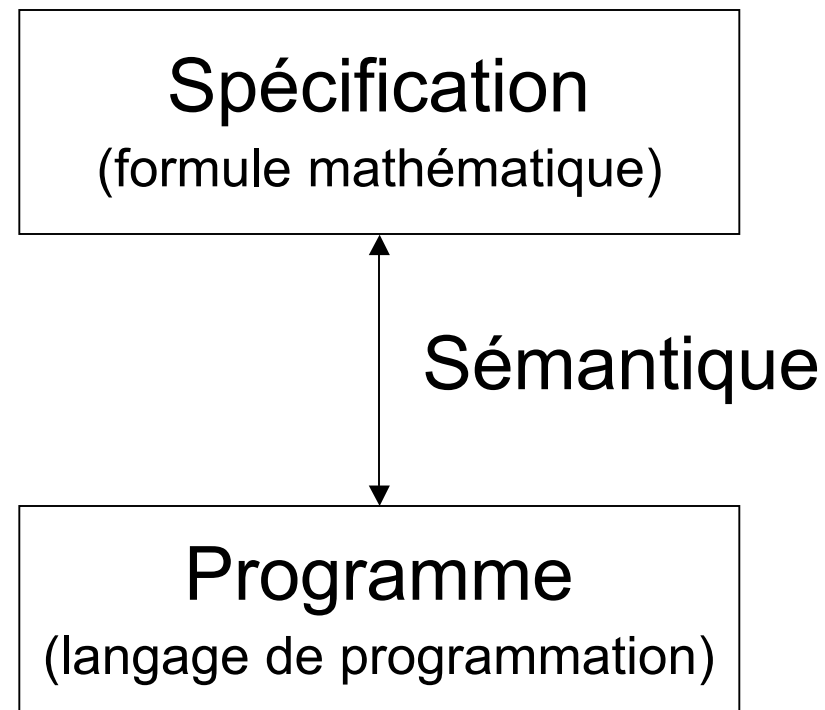 Spécification
(formule mathématique)
Sémantique
Programme
(langage de programmation)